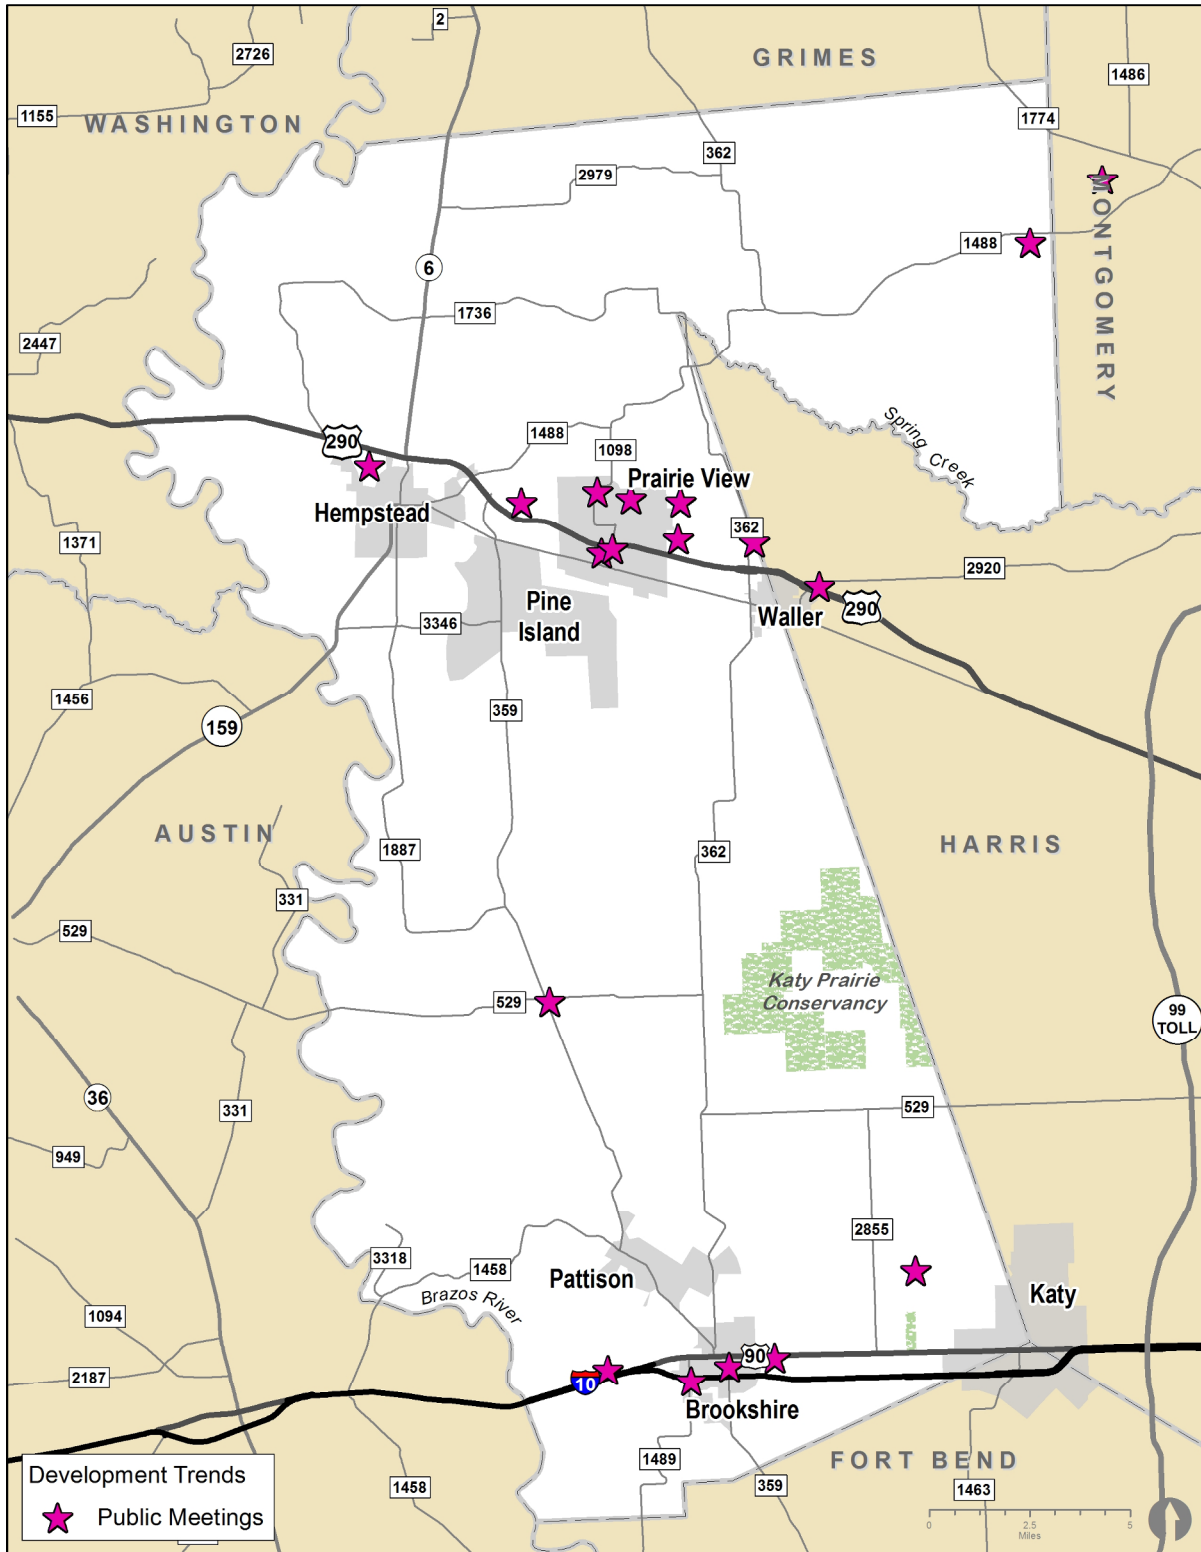 2
GRIMES
2726
1486
1155
WASHINGTON
1774
362
2979
MONTGOMERY
1488
6
1736
2447
Spring Creek
290
1488
1098
Prairie View
Hempstead
362
1371
2920
Pine
Island
Waller
290
3346
1456
359
159
AUSTIN
HARRIS
1887
362
331
529
Katy Prairie
Conservancy
529
99
TOLL
36
331
529
949
2855
3318
1458
Pattison
Katy
Brazos River
1094
90
2187
10
Brookshire
FORT BEND
1489
359
1463
1458
Development Trends
Public Meetings
0
2.5
5
Miles